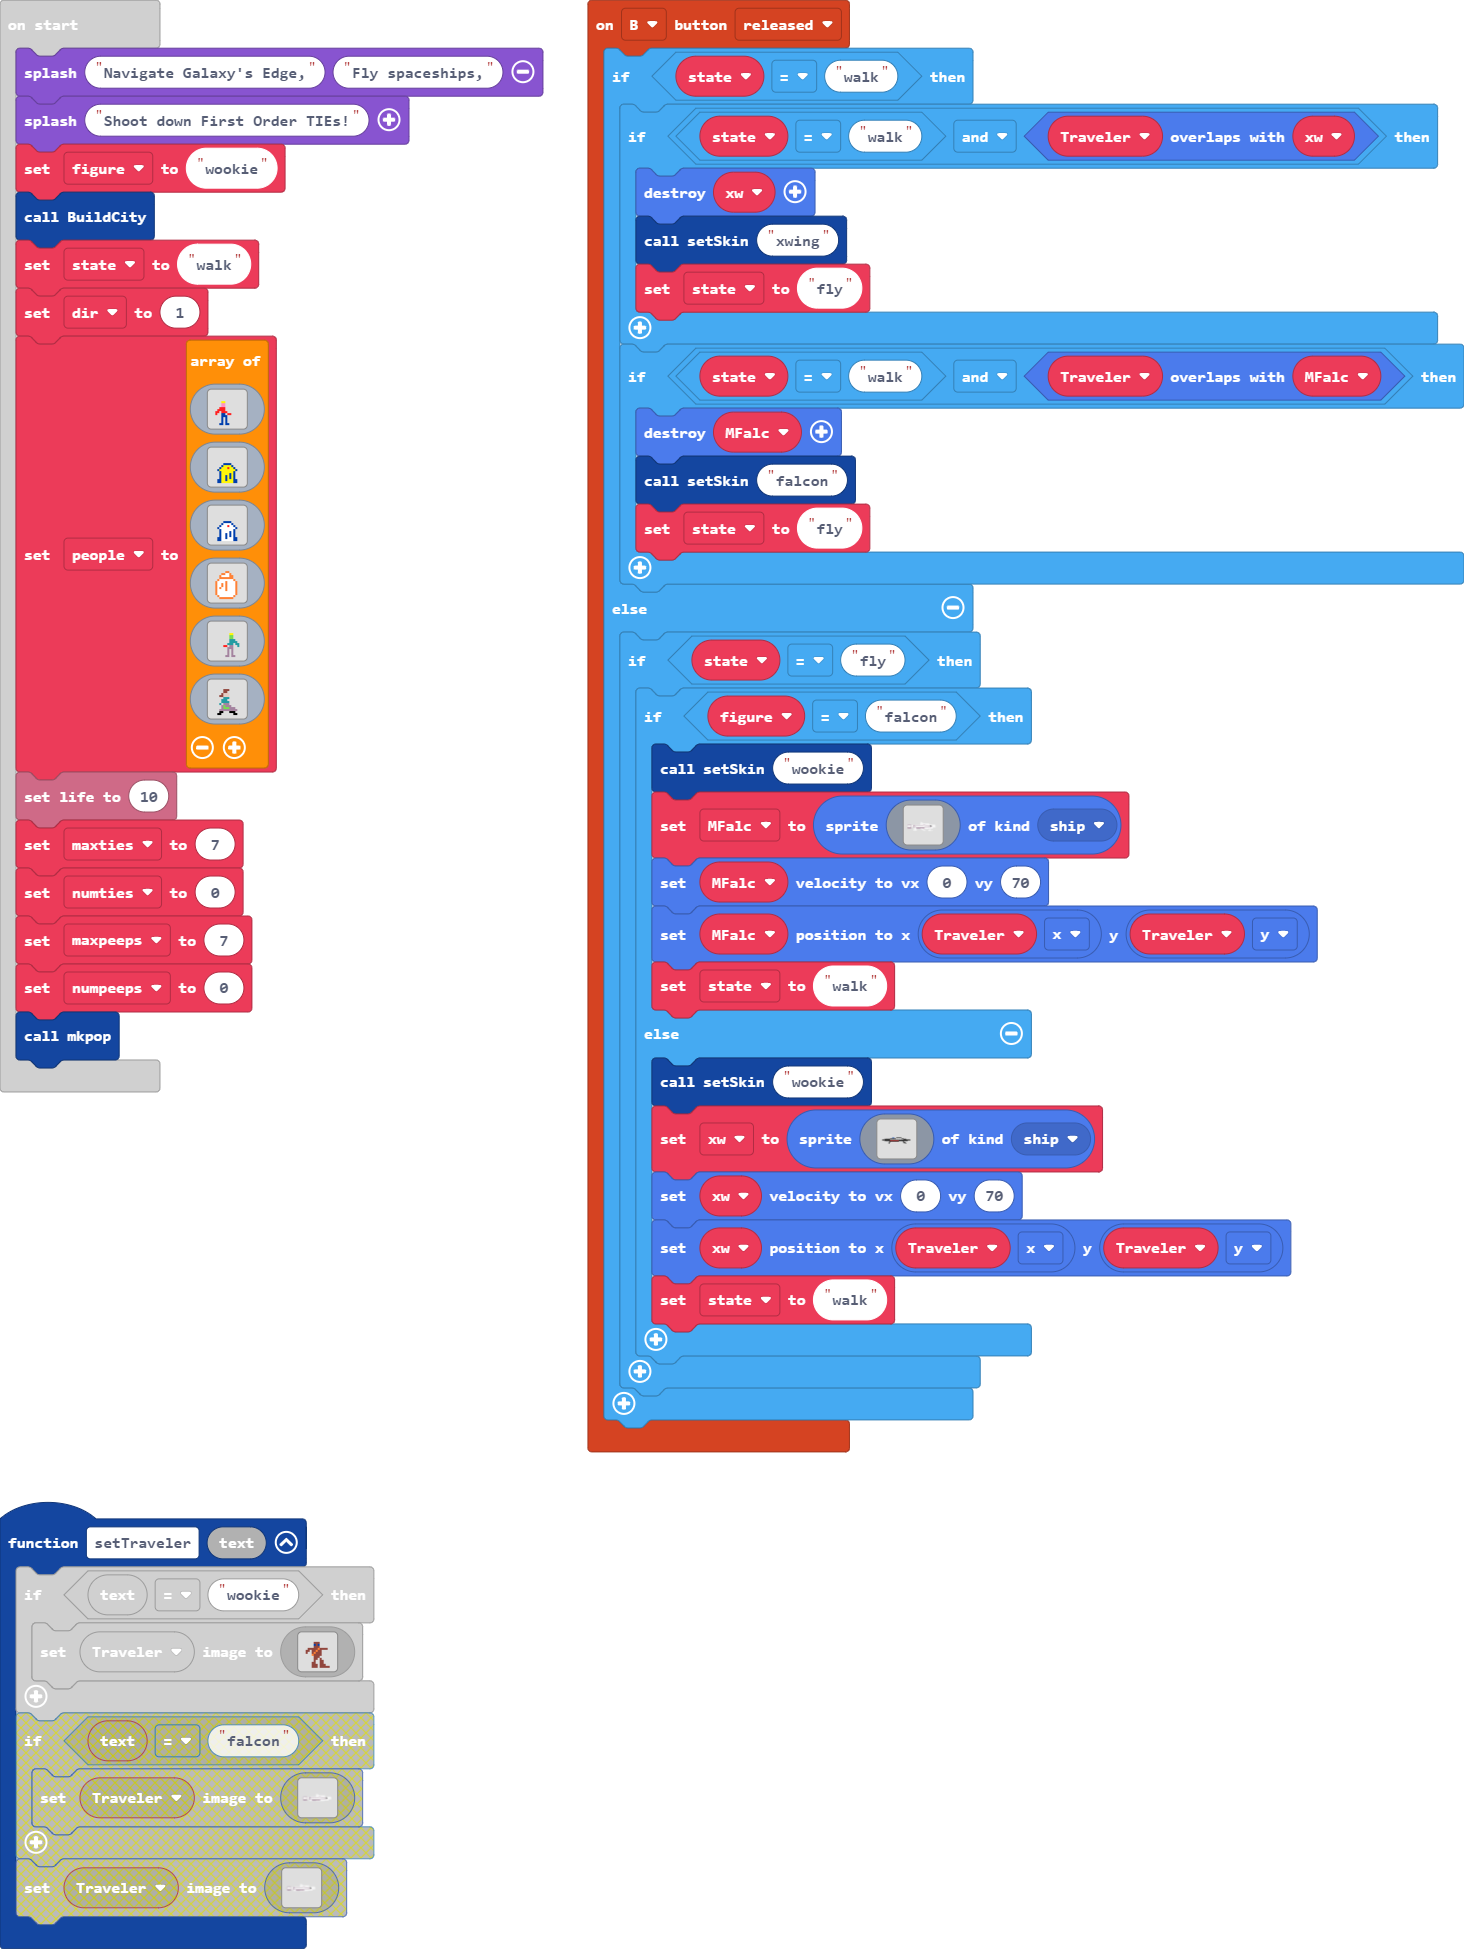 on start
splash "Navigate Galaxy's Edge," "Fly spaceships,"
splash "Shoot down First Order TIEs!"
set figure to "wookie"
call BuildCity
set state to "walk"
set dir to 1
set people to array of
set life to 10
set maxties to 7
set numties to 0
set maxpeeps to 7
set numpeeps to 0
call mkpop
on B button released
if state = "walk" then
if state = "walk" and Traveler overlaps with xw then
destroy xw
call setSkin "xwing"
set state to "fly"
if state = "walk" and Traveler overlaps with MFalc then
destroy MFalc
call setSkin "falcon"
set state to "fly"
else
if state = "fly" then
if figure = "falcon" then
call setSkin "wookie"
set MFalc to sprite of kind ship
set MFalc velocity to vx 0 vy 70
set MFalc position to x Traveler x y Traveler y
set state to "walk"
else
call setSkin "wookie"
set xw to sprite of kind ship
set xw velocity to vx 0 vy 70
set xw position to x Traveler x y Traveler y
set state to "walk"
function setTraveler text
if text = "wookie" then
set Traveler image to
if text = "falcon" then
set Traveler image to
set Traveler image to